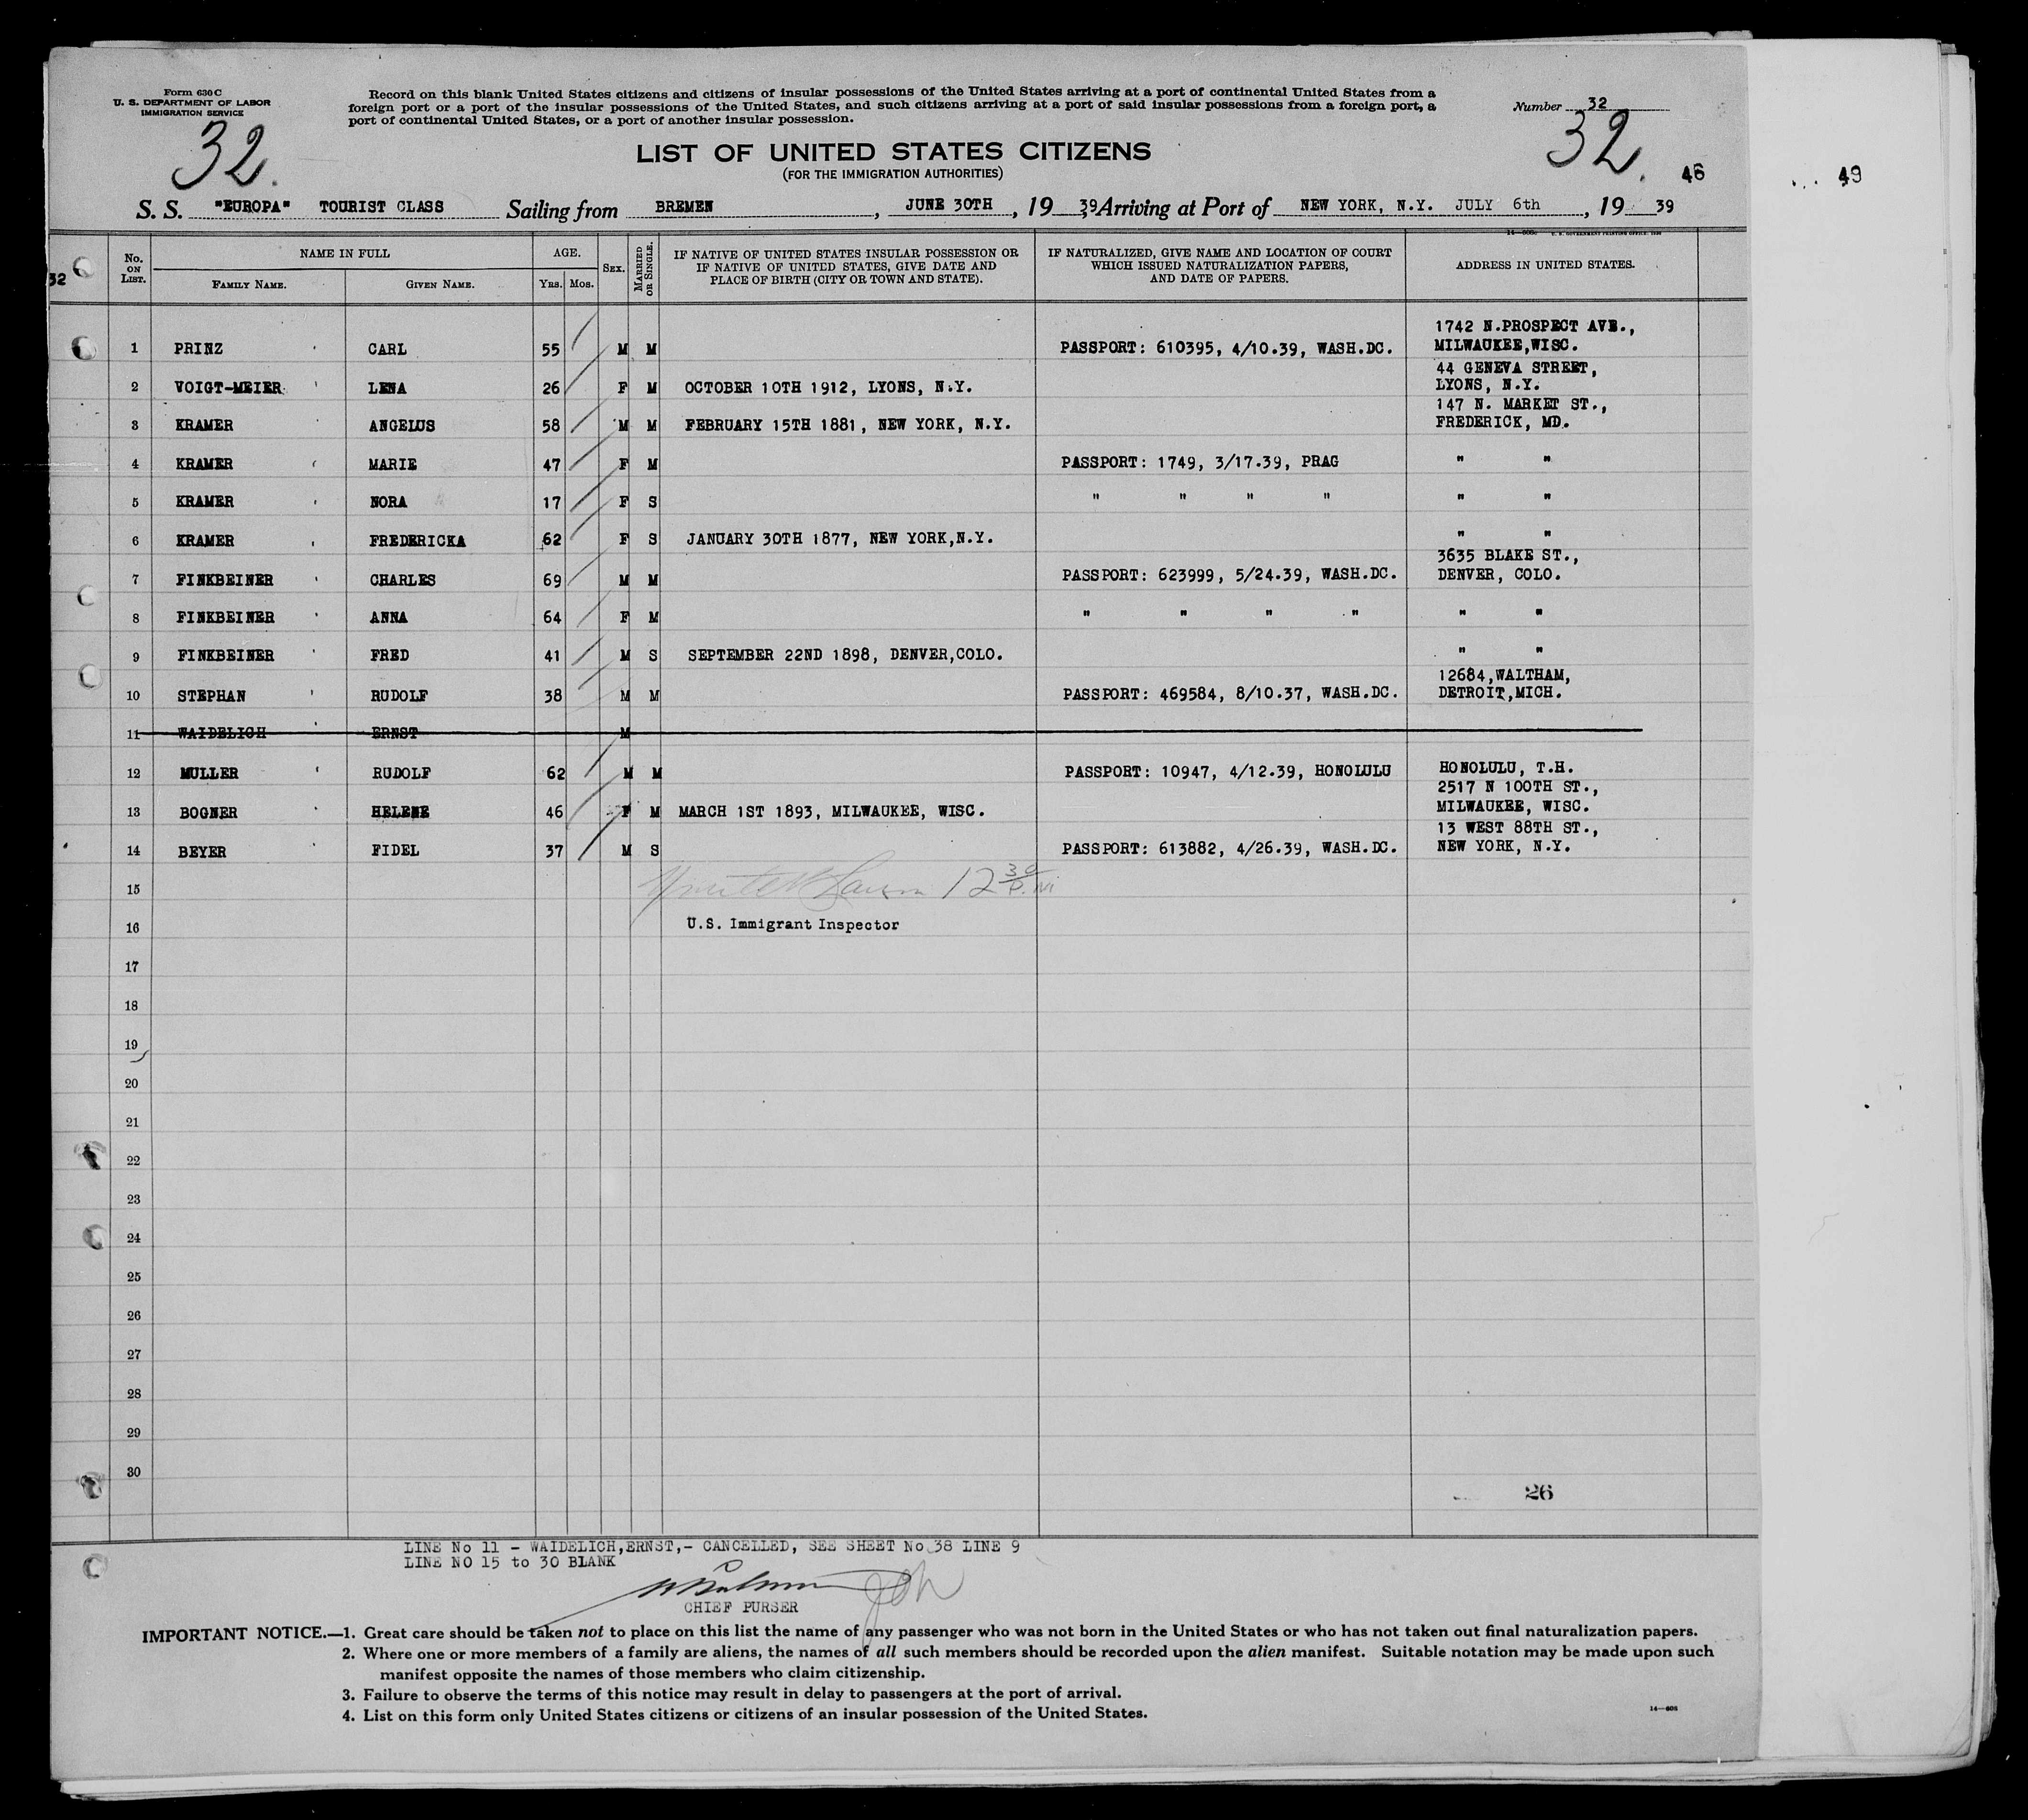 Form 630 C
U. S. DEPARTMENT OF LABOR
IMMIGRATION SERVICE
Record on this blank United States citizens and citizens of insular possessions of the United States arriving at a port of continental United States from a
foreign port or a port of the insular possessions of the United States, and such citizens arriving at a port of said insular possessions from a foreign port, a
port of continental United States, or a port of another insular possession.
Number 32
32.
32.
LIST OF UNITED STATES CITIZENS
(FOR THE IMMIGRATION AUTHORITIES)
46
49
S. S. "EUROPA" TOURIST CLASS Sailing from BREMEN, JUNE 30TH, 19 39 Arriving at Port of NEW YORK, N.Y. JULY 6th, 19 39
32
No. ON LIST. NAME IN FULL AGE. SEX. MARRIED OR SINGLE. IF NATIVE OF UNITED STATES INSULAR POSSESSION OR IF NATIVE OF UNITED STATES, GIVE DATE AND PLACE OF BIRTH (CITY OR TOWN AND STATE). IF NATURALIZED, GIVE NAME AND LOCATION OF COURT WHICH ISSUED NATURALIZATION PAPERS, AND DATE OF PAPERS. ADDRESS IN UNITED STATES.
FAMILY NAME. GIVEN NAME. YRS. MOS.
1 PRINZ CARL 55 M M PASSPORT: 610395, 4/10.39, WASH.DC. 1742 N.PROSPECT AVE., MILWAUKEE,WISC.
2 VOIGT-MEIER LENA 26 F M OCTOBER 10TH 1912, LYONS, N.Y. 44 GENEVA STREET, LYONS, N.Y.
3 KRAMER ANGELUS 58 M M FEBRUARY 15TH 1881, NEW YORK, N.Y. 147 N. MARKET ST., FREDERICK, MD.
4 KRAMER MARIE 47 F M PASSPORT: 1749, 3/17.39, PRAG " "
5 KRAMER NORA 17 F S " " " " " "
6 KRAMER FREDERICKA 62 F S JANUARY 30TH 1877, NEW YORK,N.Y. " "
7 FINKBEINER CHARLES 69 M M PASSPORT: 623999, 5/24.39, WASH.DC. 3635 BLAKE ST., DENVER, COLO.
8 FINKBEINER ANNA 64 F M " " " " " "
9 FINKBEINER FRED 41 M S SEPTEMBER 22ND 1898, DENVER,COLO. " "
10 STEPHAN RUDOLF 38 M M PASSPORT: 469584, 8/10.37, WASH.DC. 12684,WALTHAM, DETROIT,MICH.
11 WAIDELICH ERNST M
12 MULLER RUDOLF 62 M M PASSPORT: 10947, 4/12.39, HONOLULU HONOLULU, T.H.
13 BOGNER HELENE 46 F M MARCH 1ST 1893, MILWAUKEE, WISC. 2517 N 100TH ST., MILWAUKEE, WISC.
14 BEYER FIDEL 37 M S PASSPORT: 613882, 4/26.39, WASH.DC. 13 WEST 88TH ST., NEW YORK, N.Y.
15 12 30 P.M
16 U.S. Immigrant Inspector
17
18
19
20
21
22
23
24
25
26
27
28
29
30
26
LINE No 11 - WAIDELICH,ERNST,- CANCELLED, SEE SHEET No 38 LINE 9
LINE NO 15 to 30 BLANK
CHIEF PURSER
IMPORTANT NOTICE.—1. Great care should be taken not to place on this list the name of any passenger who was not born in the United States or who has not taken out final naturalization papers.
2. Where one or more members of a family are aliens, the names of all such members should be recorded upon the alien manifest. Suitable notation may be made upon such
manifest opposite the names of those members who claim citizenship.
3. Failure to observe the terms of this notice may result in delay to passengers at the port of arrival.
4. List on this form only United States citizens or citizens of an insular possession of the United States.